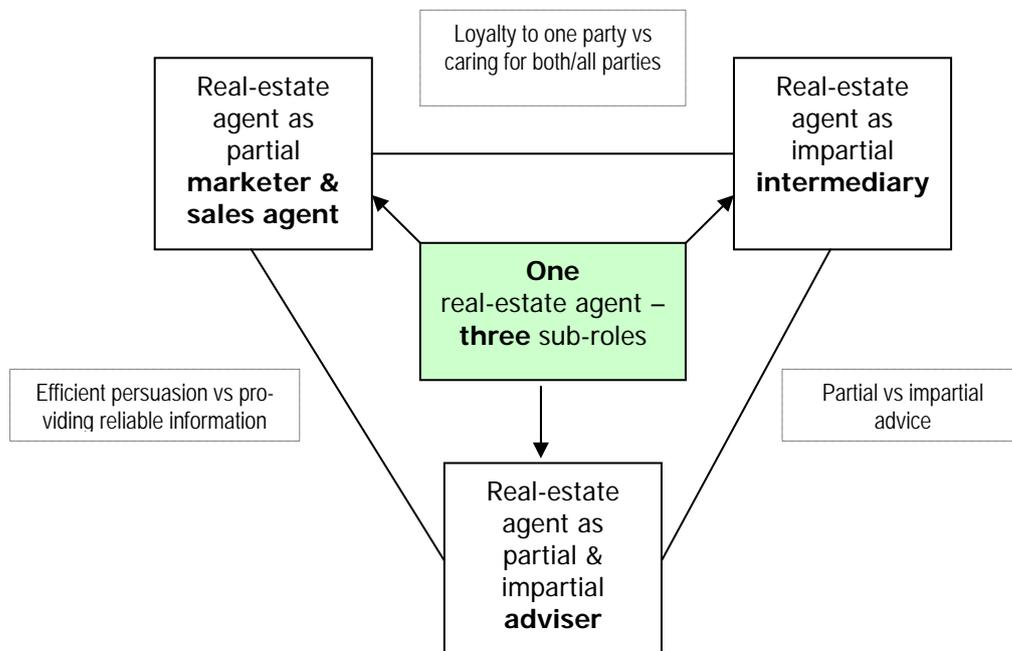 Loyalty to one party vs
caring for both/all parties
Real-estate
agent as
partial
marketer &
sales agent
Real-estate
agent as
impartial
intermediary
One
real-estate agent –
three sub-roles
Efficient persuasion vs pro-
viding reliable information
Partial vs impartial
advice
Real-estate
agent as
partial &
impartial
adviser